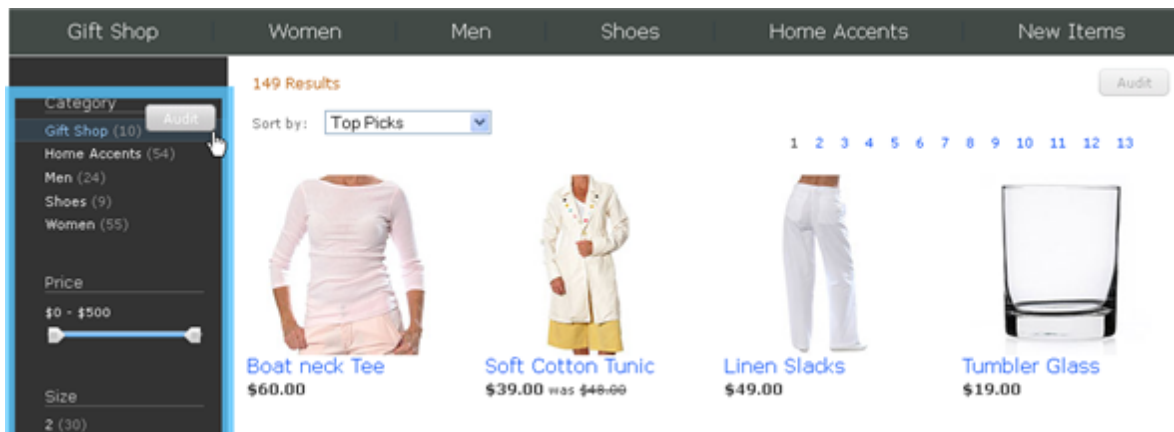 Gift Shop Women Men Shoes Home Accents New Items
Category
Audit
Gift Shop (10)
Home Accents (54)
Men (24)
Shoes (9)
Women (55)
Price
$0 - $500
Size
2 (30)
149 Results
Audit
Sort by: Top Picks
1 2 3 4 5 6 7 8 9 10 11 12 13
Boat neck Tee
$60.00
Soft Cotton Tunic
$39.00 was $48.00
Linen Slacks
$49.00
Tumbler Glass
$19.00